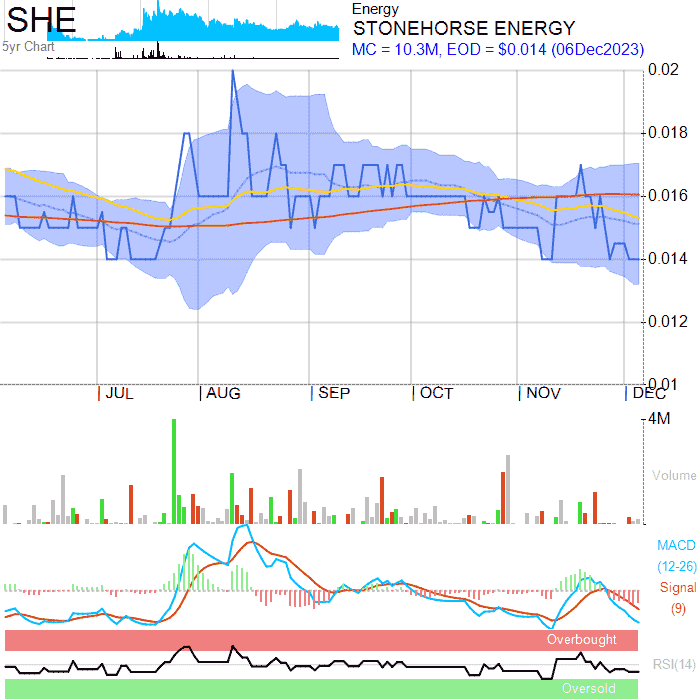 SHE
5yr Chart
Energy
STONEHORSE ENERGY
MC = 10.3M, EOD = $0.014 (06Dec2023)
0.02
0.018
0.016
0.014
0.012
0.01
JUL AUG SEP OCT NOV DEC
4M
Volume
MACD
(12-26)
Signal
(9)
Overbought
RSI(14)
Oversold